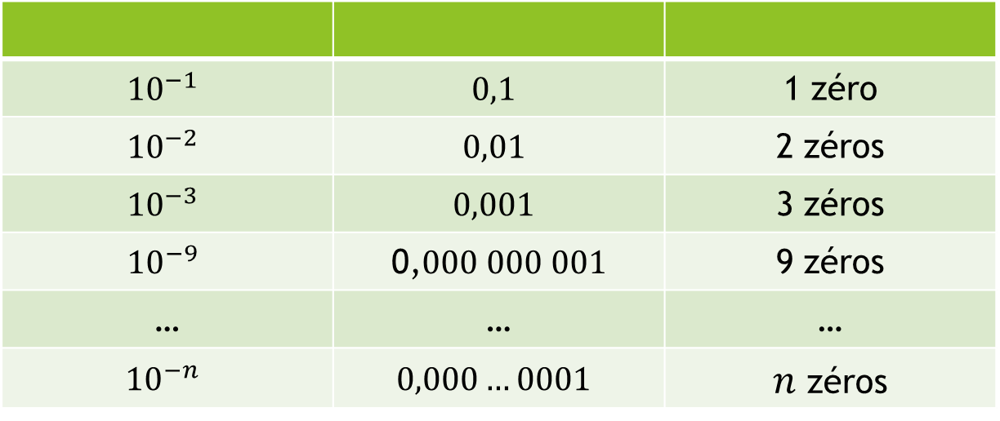 10⁻¹ 0,1 1 zéro
10⁻² 0,01 2 zéros
10⁻³ 0,001 3 zéros
10⁻⁹ 0,000 000 001 9 zéros
... ... ...
10⁻ⁿ 0,000 ... 0001 n zéros